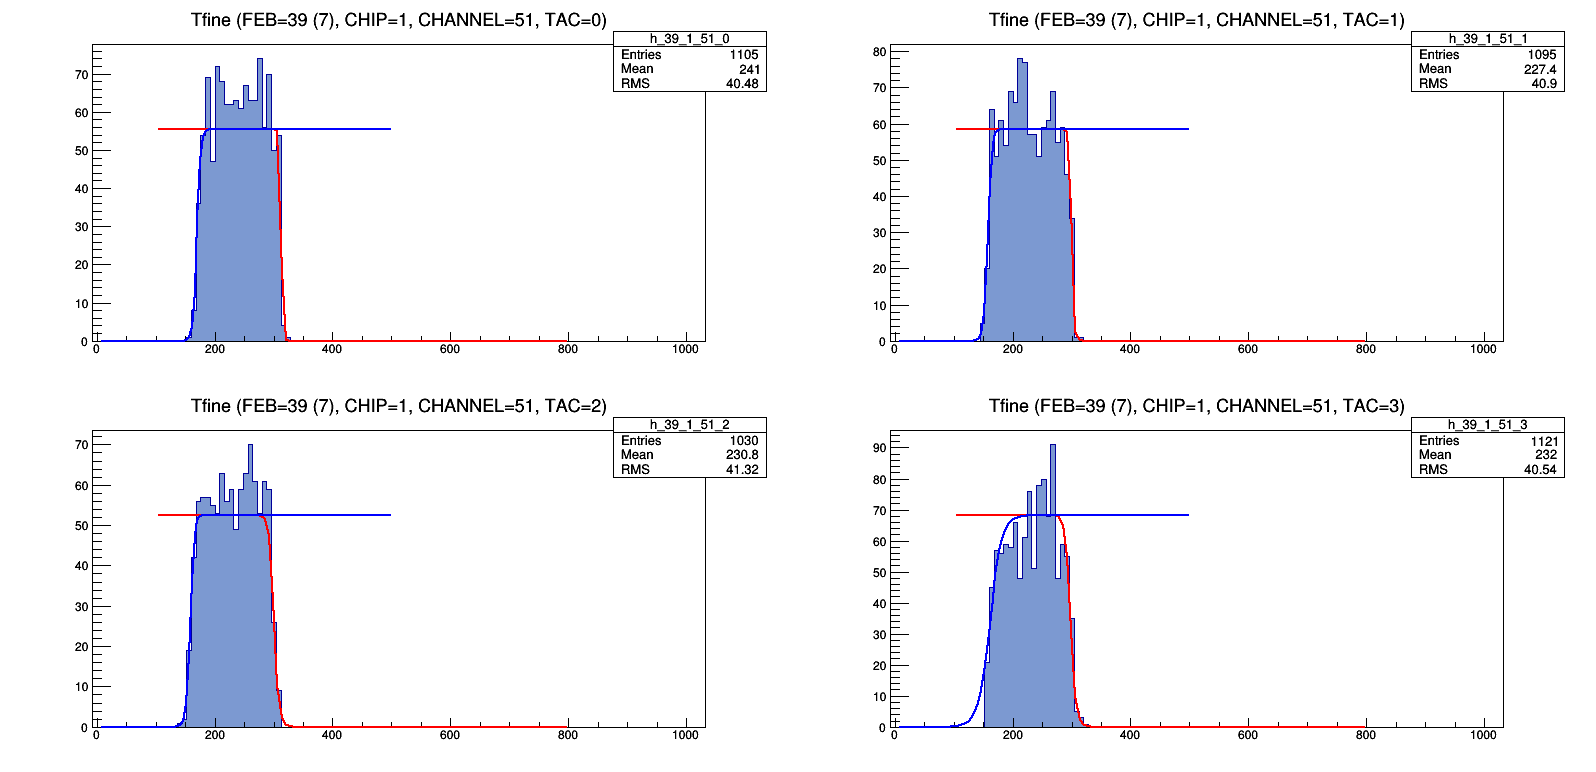 Tfine (FEB=39 (7), CHIP=1, CHANNEL=51, TAC=0)
h_39_1_51_0
Entries 1105
Mean 241
RMS 40.48
70
60
50
40
30
20
10
0
0 200 400 600 800 1000
Tfine (FEB=39 (7), CHIP=1, CHANNEL=51, TAC=1)
h_39_1_51_1
Entries 1095
Mean 227.4
RMS 40.9
80
70
60
50
40
30
20
10
0
0 200 400 600 800 1000
Tfine (FEB=39 (7), CHIP=1, CHANNEL=51, TAC=2)
h_39_1_51_2
Entries 1030
Mean 230.8
RMS 41.32
70
60
50
40
30
20
10
0
0 200 400 600 800 1000
Tfine (FEB=39 (7), CHIP=1, CHANNEL=51, TAC=3)
h_39_1_51_3
Entries 1121
Mean 232
RMS 40.54
90
80
70
60
50
40
30
20
10
0
0 200 400 600 800 1000